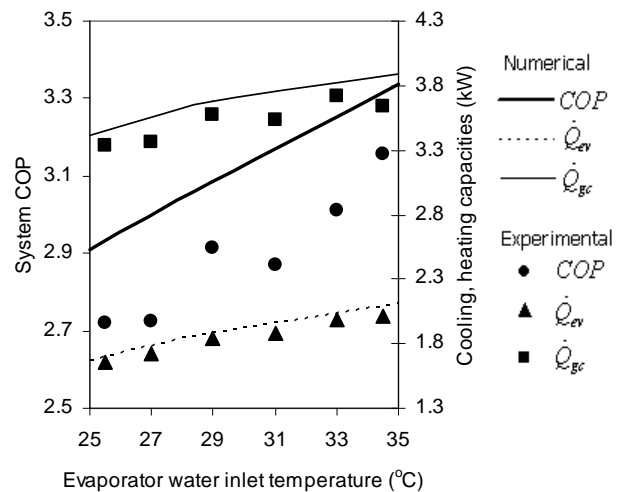 System COP
3.5
3.3
3.1
2.9
2.7
2.5
25 27 29 31 33 35
Evaporator water inlet temperature (°C)
4.3
3.8
3.3
2.8
2.3
1.8
1.3
Cooling, heating capacities (kW)
Numerical
COP
Q̇ev
Q̇gc
Experimental
COP
Q̇ev
Q̇gc